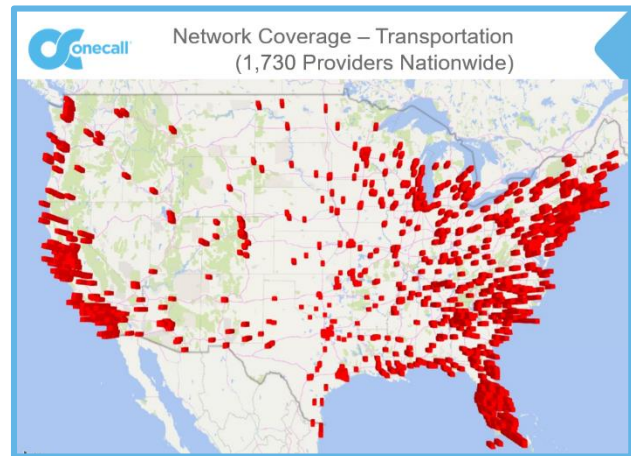 onecall
Network Coverage – Transportation
(1,730 Providers Nationwide)